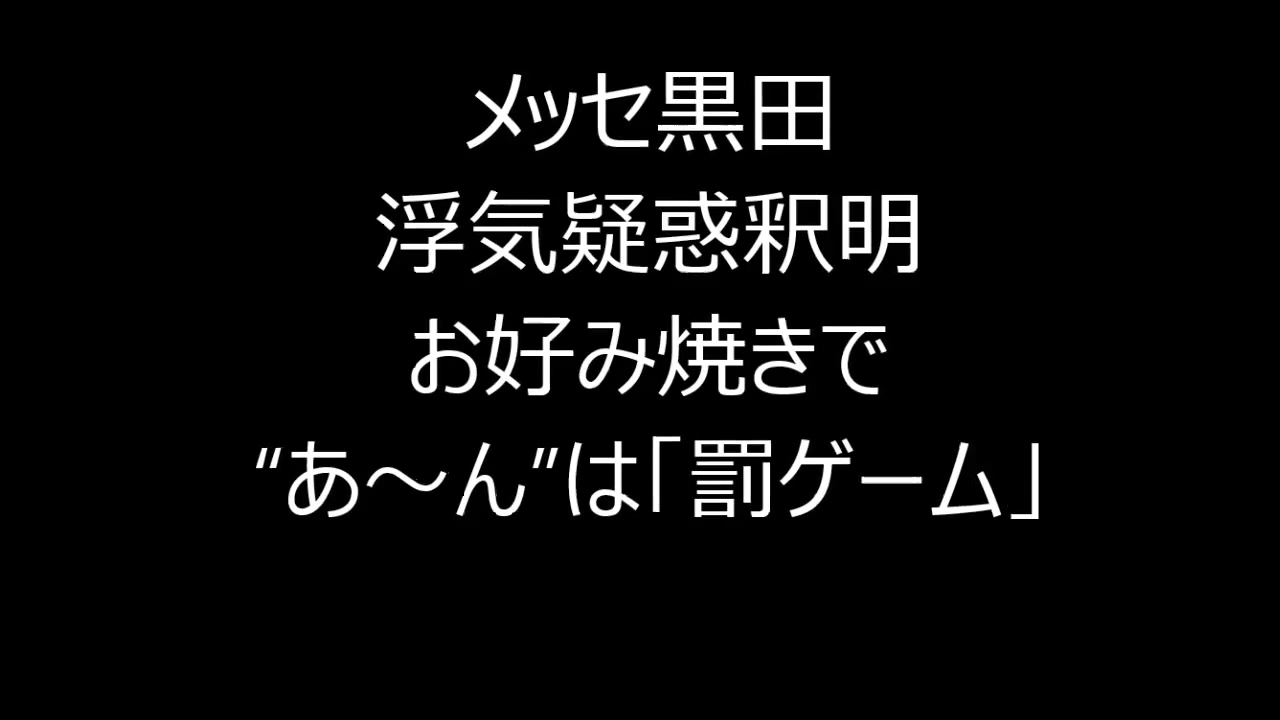 メッセ黒田
浮気疑惑釈明
お好み焼きで
“あ～ん”は「罰ゲーム」